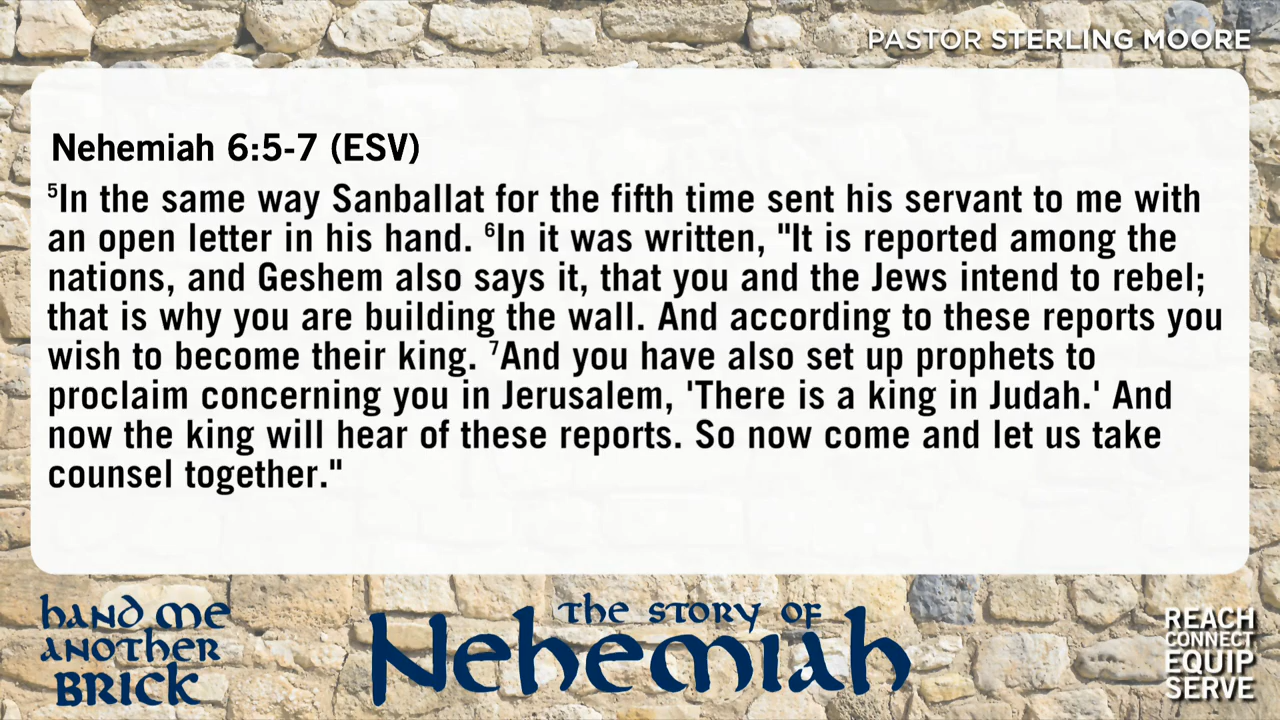 PASTOR STERLING MOORE
Nehemiah 6:5-7 (ESV)
5In the same way Sanballat for the fifth time sent his servant to me with
an open letter in his hand. 6In it was written, "It is reported among the
nations, and Geshem also says it, that you and the Jews intend to rebel;
that is why you are building the wall. And according to these reports you
wish to become their king. 7And you have also set up prophets to
proclaim concerning you in Jerusalem, 'There is a king in Judah.' And
now the king will hear of these reports. So now come and let us take
counsel together."
hand me
another
BRICK
the story of
Nehemiah
REACH
CONNECT
EQUIP
SERVE